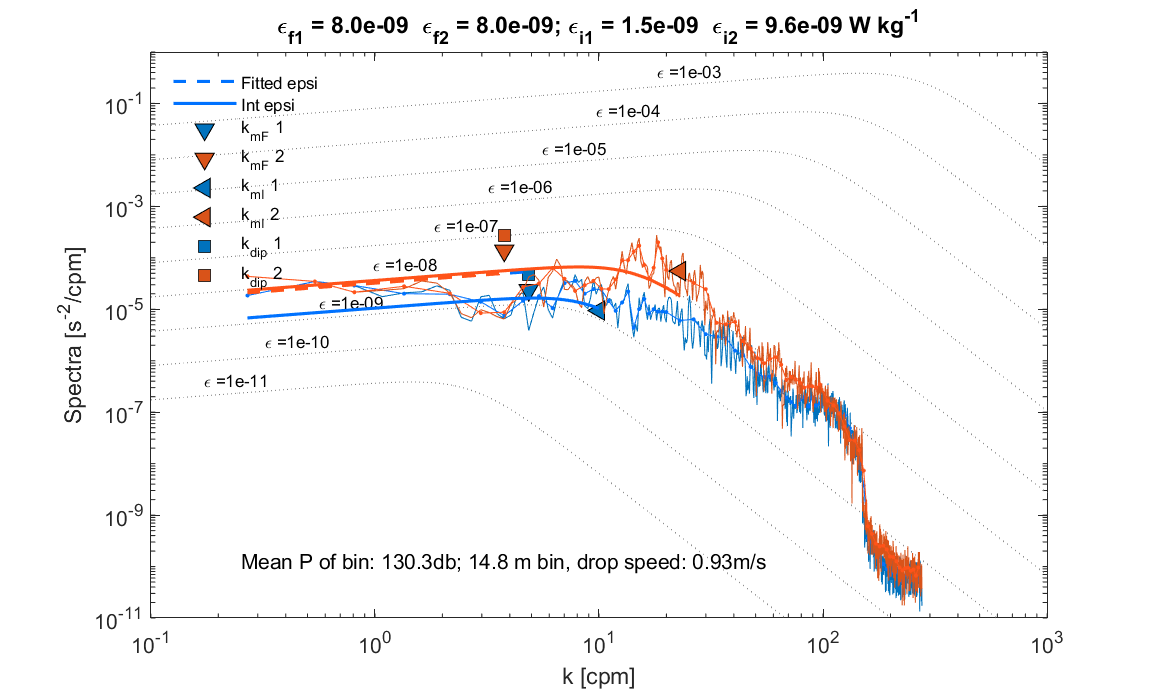 ϵf1 = 8.0e-09 ϵf2 = 8.0e-09; ϵi1 = 1.5e-09 ϵi2 = 9.6e-09 W kg-1
Fitted epsi
Int epsi
kmF 1
kmF 2
kmI 1
kmI 2
kdip 1
kdip 2
ϵ =1e-03
ϵ =1e-04
ϵ =1e-05
ϵ =1e-06
ϵ =1e-07
ϵ =1e-08
ϵ =1e-09
ϵ =1e-10
ϵ =1e-11
Mean P of bin: 130.3db; 14.8 m bin, drop speed: 0.93m/s
Spectra [s-2/cpm]
10-1
10-3
10-5
10-7
10-9
10-11
10-1
100
101
102
103
k [cpm]